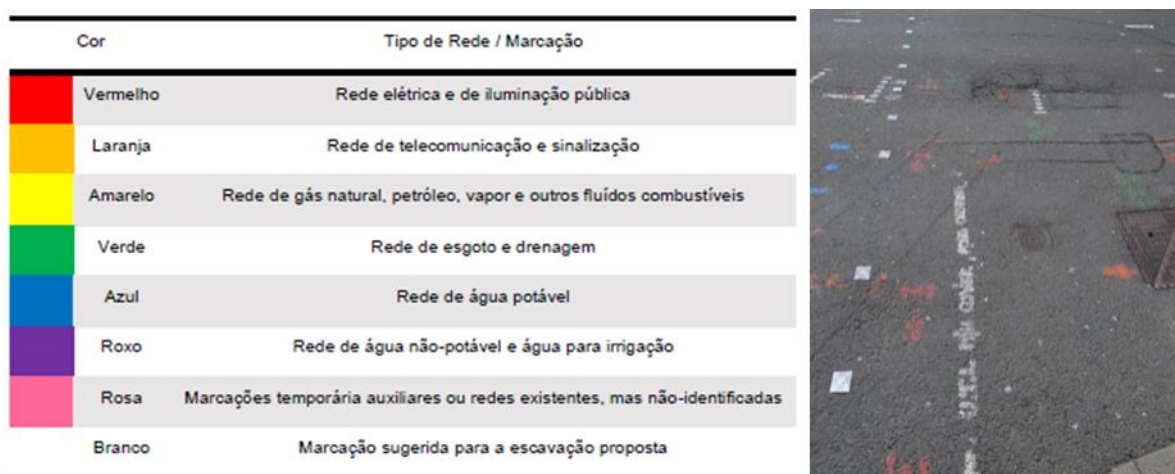 Cor Tipo de Rede / Marcação
Vermelho Rede elétrica e de iluminação pública
Laranja Rede de telecomunicação e sinalização
Amarelo Rede de gás natural, petróleo, vapor e outros fluídos combustíveis
Verde Rede de esgoto e drenagem
Azul Rede de água potável
Roxo Rede de água não-potável e água para irrigação
Rosa Marcações temporária auxiliares ou redes existentes, mas não-identificadas
Branco Marcação sugerida para a escavação proposta